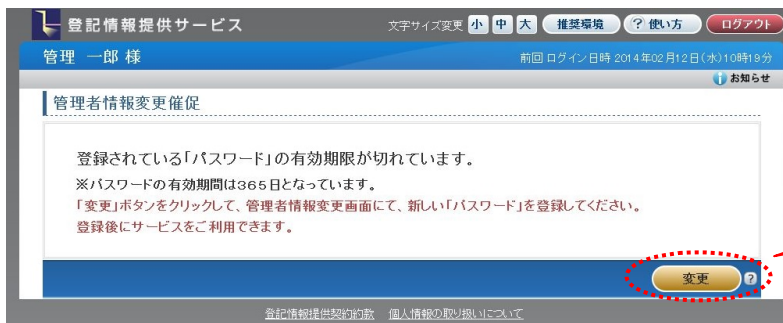 登記情報提供サービス
文字サイズ変更 小 中 大 推奨環境 ? 使い方 ログアウト
管理 一郎 様
前回 ログイン日時 2014年02月12日(水)10時19分
i お知らせ
管理者情報変更催促
登録されている「パスワード」の有効期限が切れています。
※パスワードの有効期間は365日となっています。
「変更」ボタンをクリックして、管理者情報変更画面にて、新しい「パスワード」を登録してください。
登録後にサービスをご利用できます。
変更 ?
登記情報提供契約約款 個人情報の取り扱いについて